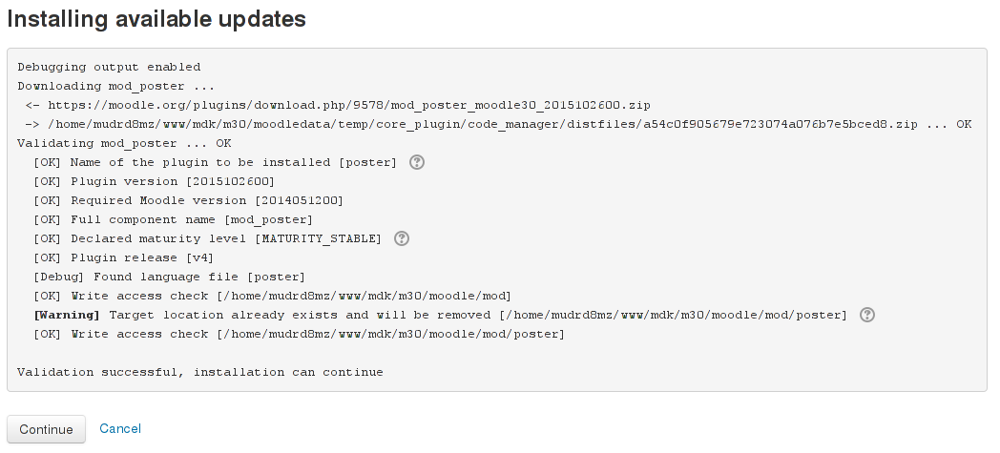 Installing available updates
Debugging output enabled
Downloading mod_poster ...
<- https://moodle.org/plugins/download.php/9578/mod_poster_moodle30_2015102600.zip
-> /home/mudrd8mz/www/mdk/m30/moodledata/temp/core_plugin/code_manager/distfiles/a54c0f905679e723074a076b7e5bced8.zip ... OK
Validating mod_poster ... OK
[OK] Name of the plugin to be installed [poster] ?
[OK] Plugin version [2015102600]
[OK] Required Moodle version [2014051200]
[OK] Full component name [mod_poster]
[OK] Declared maturity level [MATURITY_STABLE] ?
[OK] Plugin release [v4]
[Debug] Found language file [poster]
[OK] Write access check [/home/mudrd8mz/www/mdk/m30/moodle/mod]
[Warning] Target location already exists and will be removed [/home/mudrd8mz/www/mdk/m30/moodle/mod/poster] ?
[OK] Write access check [/home/mudrd8mz/www/mdk/m30/moodle/mod/poster]
Validation successful, installation can continue
Continue Cancel